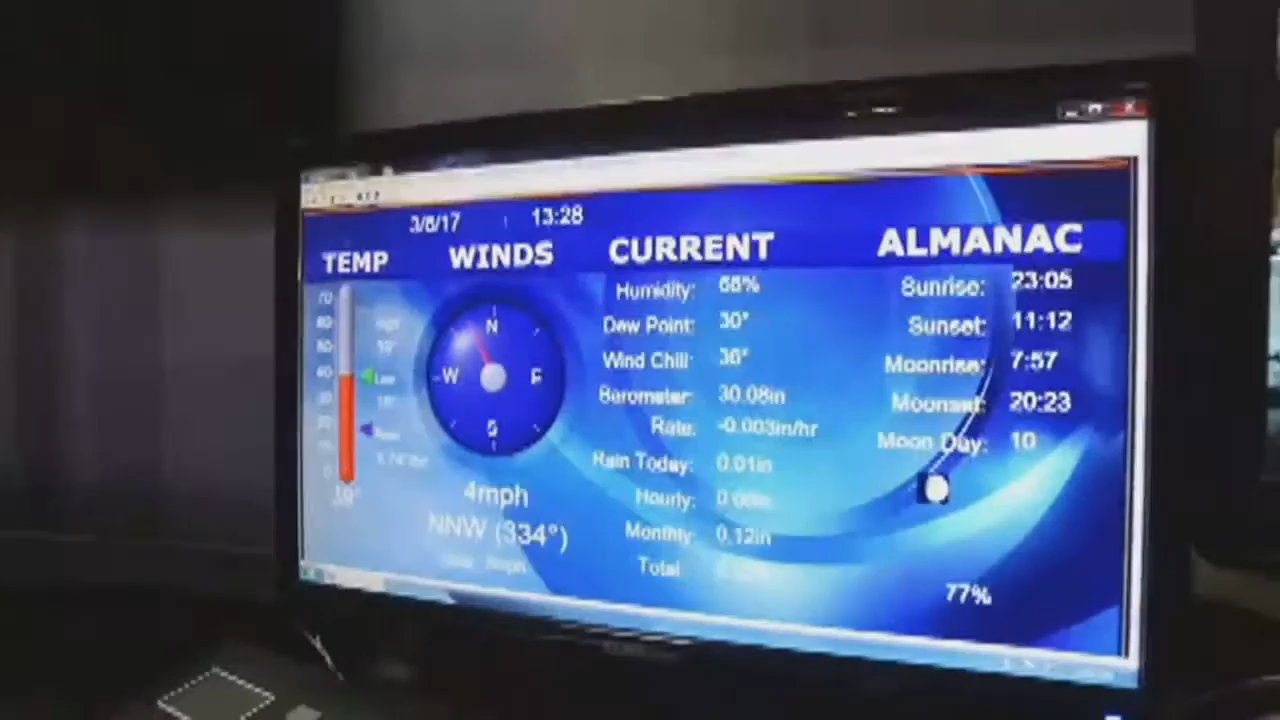 3/8/17 13:28
TEMP WINDS CURRENT ALMANAC
Humidity: 68% Sunrise: 23:05
Dew Point: 30° Sunset: 11:12
Wind Chill: 36° Moonrise: 7:57
Barometer: 30.08in Moonset: 20:23
Rate: -0.003in/hr Moon Day: 10
Rain Today: 0.01in
Hourly:
Monthly: 0.12in
Total
N
W E
S
4mph
NNW (334°)
77%